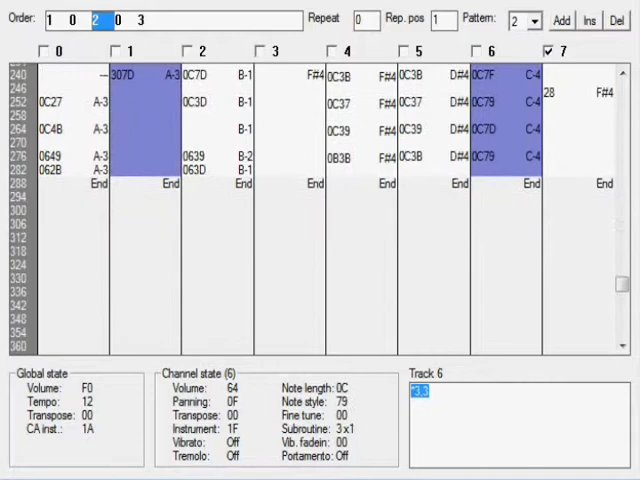 Order: 1 0 2 0 3 Repeat 0 Rep. pos 1 Pattern: 2 Add Ins Del
0 1 2 3 4 5 6 7
240 --- 307D A-3 0C7D B-1 F#4 0C3B F#4 0C3B D#4 0C7F C-4
246
28 F#4
252 0C27 A-3 0C3D B-1 0C37 F#4 0C37 D#4 0C79 C-4
258
264 0C4B A-3 B-1 0C39 F#4 0C39 D#4 0C7D C-4
270
276 0649 A-3 0639 B-2 0B3B F#4 0C3B D#4 0C79 C-4
282 062B A-3 063D B-1
288 End End End End End End End
294
300
306
312
318
324
330
336
342
348
354
360
Global state
Volume: F0
Tempo: 12
Transpose: 00
CA inst.: 1A
Channel state (6)
Volume: 64 Note length: 0C
Panning: 0F Note style: 79
Transpose: 00 Fine tune: 00
Instrument: 1F Subroutine: 3 x1
Vibrato: Off Vib. fadein: 00
Tremolo: Off Portamento: Off
Track 6
*3,3